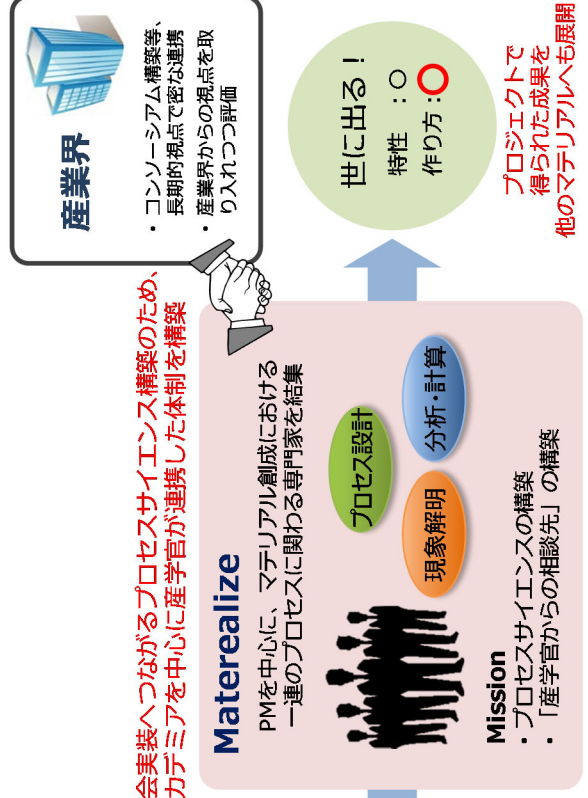 会実装へつながるプロセスサイエンス構築のため、
カデミアを中心に産学官が連携した体制を構築
産業界
・コンソーシアム構築等、
長期的視点で密な連携
・産業界からの視点を取
り入れつつ評価
Materealize
PMを中心に、マテリアル創成における
一連のプロセスに関わる専門家を結集
プロセス設計
現象解明
分析・計算
Mission
・プロセスサイエンスの構築
・「産学官からの相談先」の構築
世に出る！
特性 ：○
作り方：○
プロジェクトで
得られた成果を
他のマテリアルへも展開